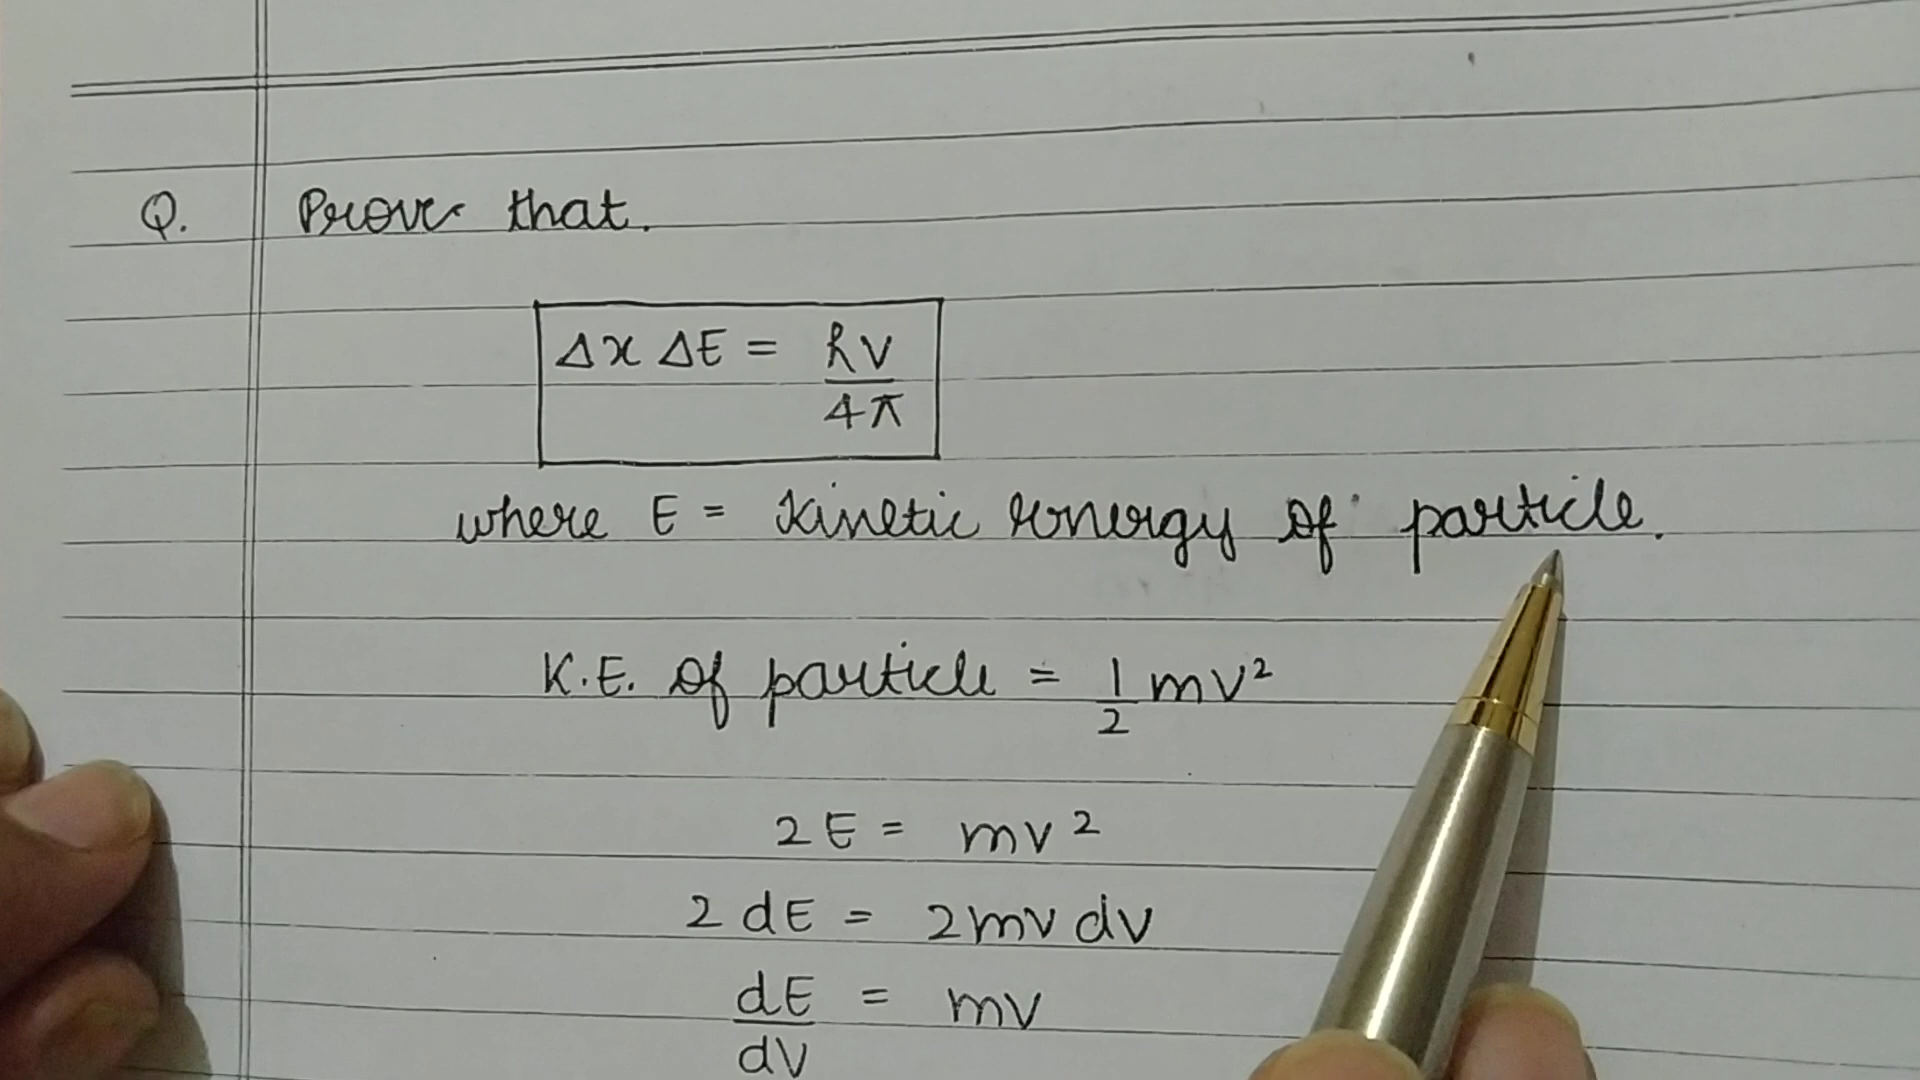 Q. Prove that.
Δx ΔE = hv/4π
where E = kinetic energy of particle.
K.E. of particle = 1/2 mv²
2E = mv²
2 dE = 2mv dv
dE/dv = mv